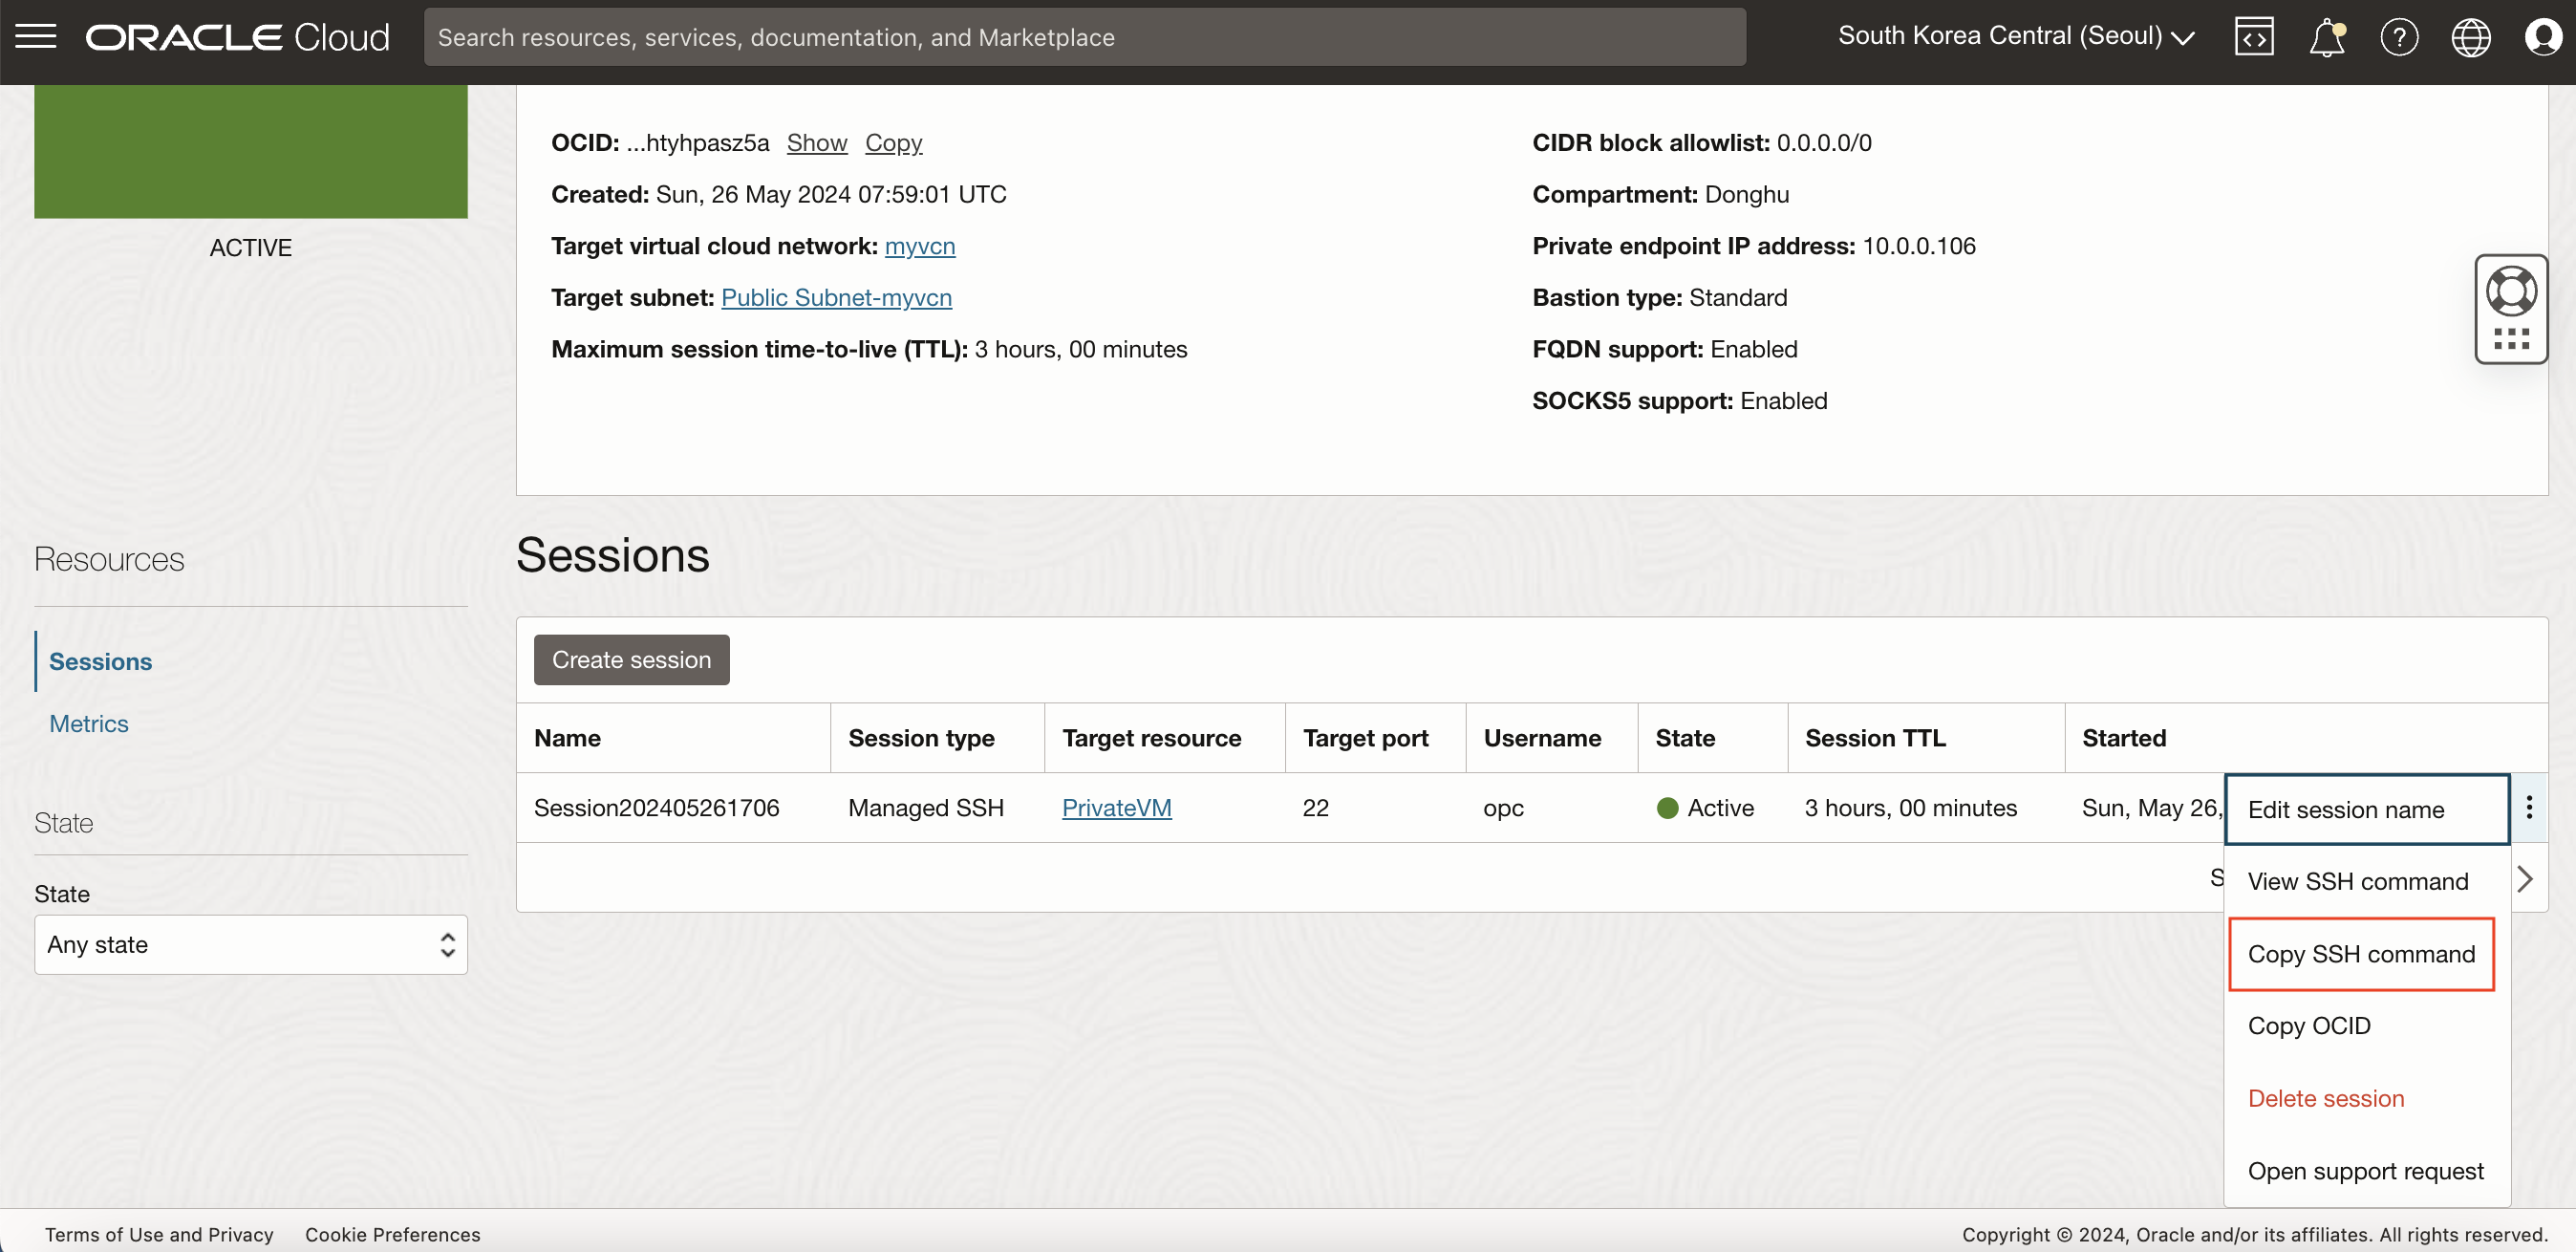 ORACLE Cloud
Search resources, services, documentation, and Marketplace
South Korea Central (Seoul)
ACTIVE
OCID: ...htyhpasz5a Show Copy
Created: Sun, 26 May 2024 07:59:01 UTC
Target virtual cloud network: myvcn
Target subnet: Public Subnet-myvcn
Maximum session time-to-live (TTL): 3 hours, 00 minutes
CIDR block allowlist: 0.0.0.0/0
Compartment: Donghu
Private endpoint IP address: 10.0.0.106
Bastion type: Standard
FQDN support: Enabled
SOCKS5 support: Enabled
Resources
Sessions
Metrics
State
State
Any state
Sessions
Create session
Name Session type Target resource Target port Username State Session TTL Started
Session202405261706 Managed SSH PrivateVM 22 opc Active 3 hours, 00 minutes Sun, May 26,
S
Edit session name
View SSH command
Copy SSH command
Copy OCID
Delete session
Open support request
Terms of Use and Privacy Cookie Preferences
Copyright © 2024, Oracle and/or its affiliates. All rights reserved.